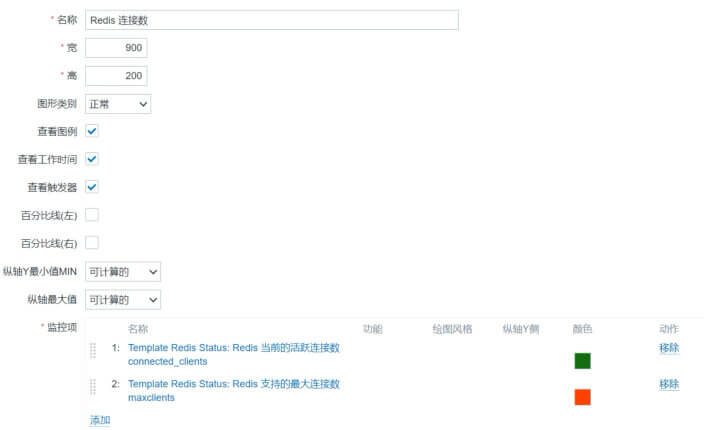 * 名称 Redis 连接数
* 宽 900
* 高 200
图形类别 正常
查看图例
查看工作时间
查看触发器
百分比线(左)
百分比线(右)
纵轴Y最小值MIN 可计算的
纵轴最大值 可计算的
* 监控项 名称 功能 绘图风格 纵轴Y侧 颜色 动作
1: Template Redis Status: Redis 当前的活跃连接数 移除
connected_clients
2: Template Redis Status: Redis 支持的最大连接数 移除
maxclients
添加